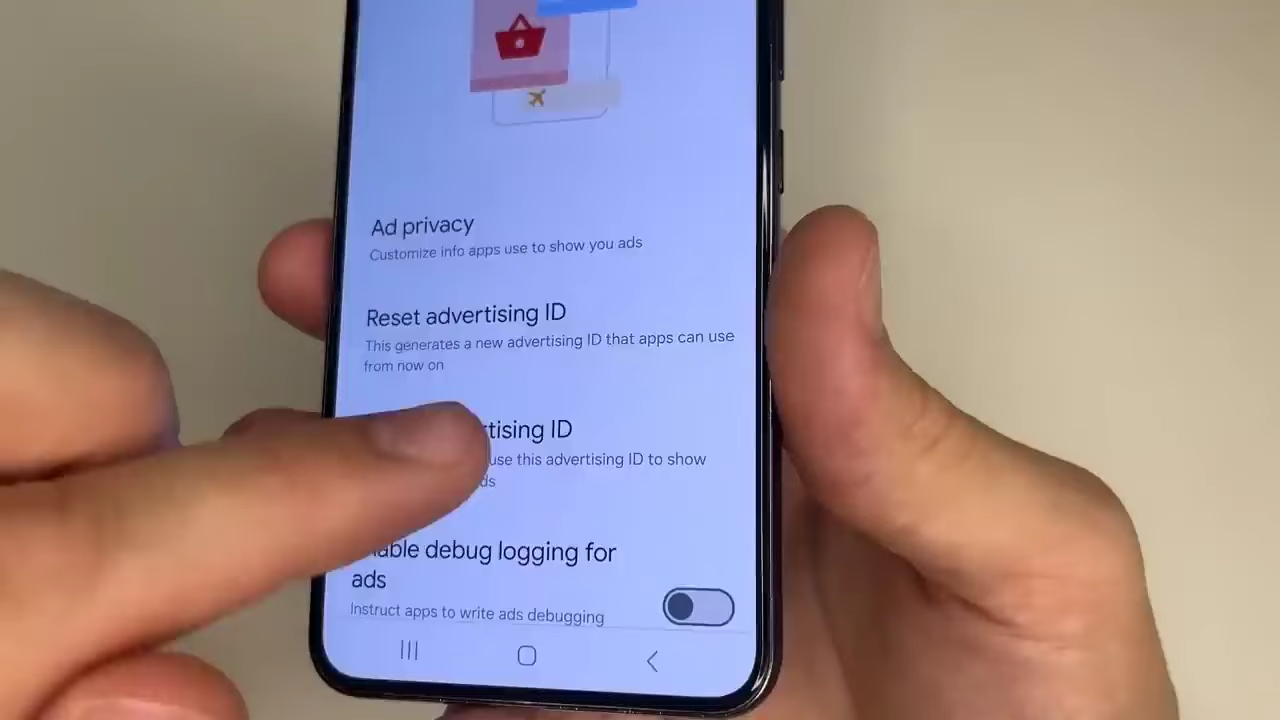 Ad privacy
Customize info apps use to show you ads
Reset advertising ID
This generates a new advertising ID that apps can use
from now on
tising ID
use this advertising ID to show
ds
able debug logging for
ads
Instruct apps to write ads debugging